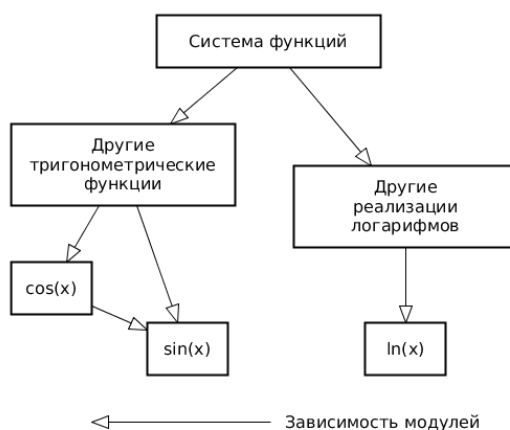 Система функций
Другие
тригонометрические
функции
Другие
реализации
логарифмов
cos(x)
sin(x)
ln(x)
Зависимость модулей